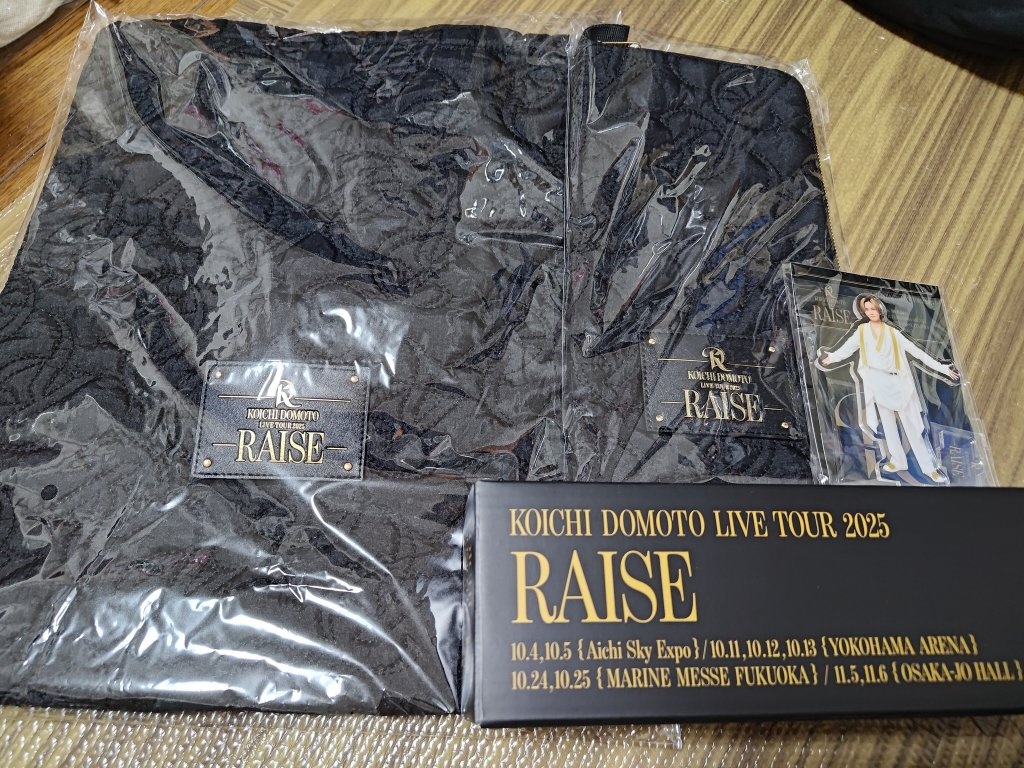 KOICHI DOMOTO
LIVE TOUR 2025
RAISE
KOICHI DOMOTO
LIVE TOUR 2025
RAISE
RAISE
RAISE
KOICHI DOMOTO LIVE TOUR 2025
RAISE
10.4,10.5 {Aichi Sky Expo}/10.11,10.12,10.13 {YOKOHAMA ARENA}
10.24,10.25 {MARINE MESSE FUKUOKA} / 11.5,11.6 {OSAKA-JO HALL}